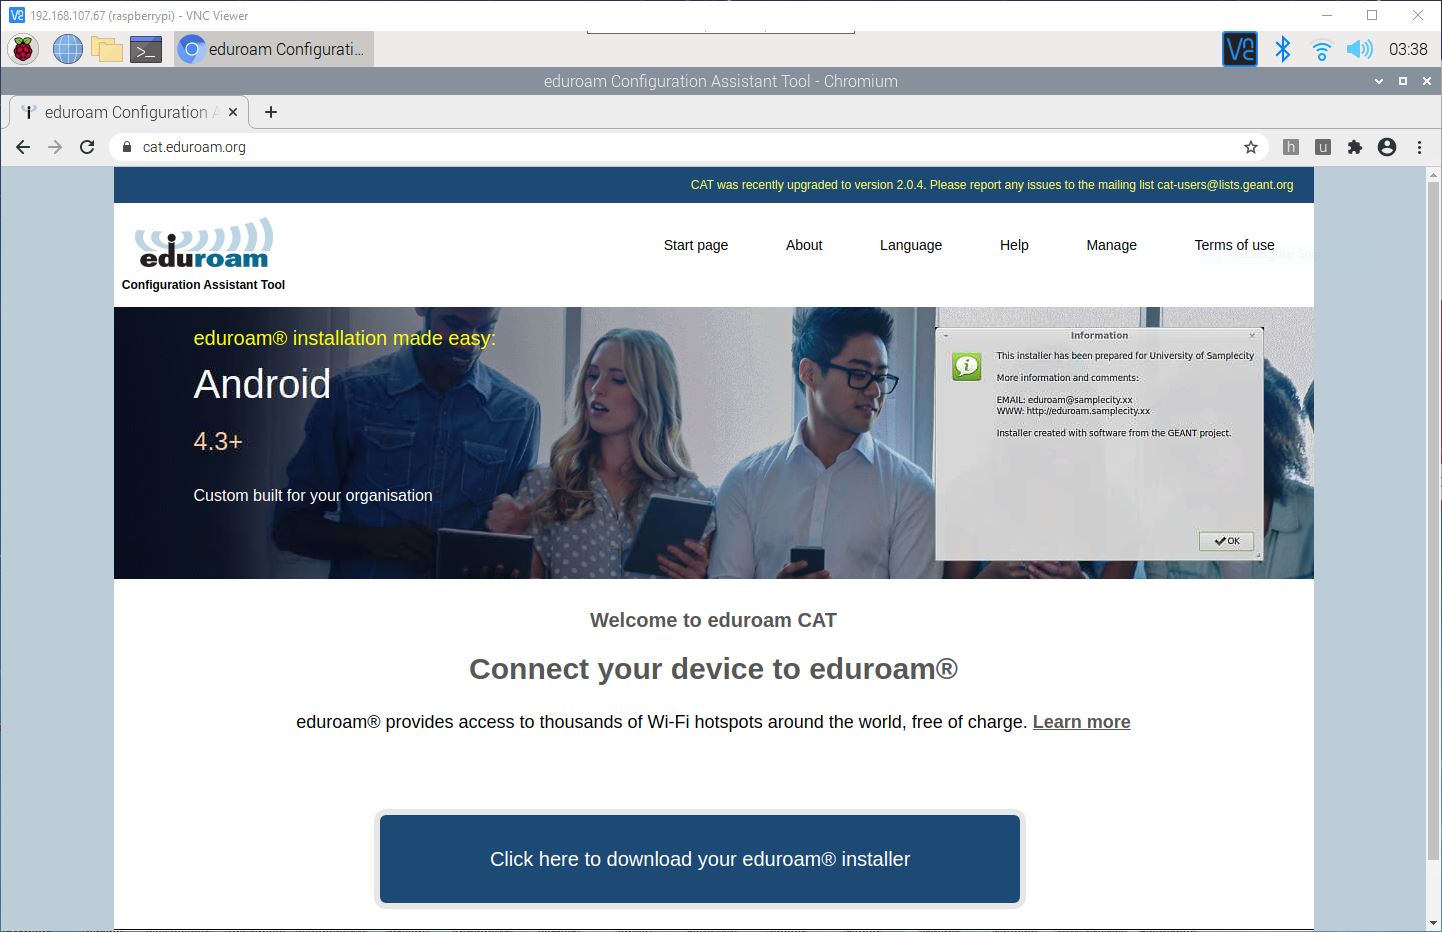 192.168.107.67 (raspberrypi) - VNC Viewer
eduroam Configurati...
03:38
eduroam Configuration Assistant Tool - Chromium
eduroam Configuration
cat.eduroam.org
CAT was recently upgraded to version 2.0.4. Please report any issues to the mailing list cat-users@lists.geant.org
eduroam
Configuration Assistant Tool
Start page About Language Help Manage Terms of use
eduroam® installation made easy:
Android
4.3+
Custom built for your organisation
Information
This installer has been prepared for University of Samplecity
More information and comments:
EMAIL: eduroam@samplecity.xx
WWW: http://eduroam.samplecity.xx
Installer created with software from the GEANT project.
OK
Welcome to eduroam CAT
Connect your device to eduroam®
eduroam® provides access to thousands of Wi-Fi hotspots around the world, free of charge. Learn more
Click here to download your eduroam® installer